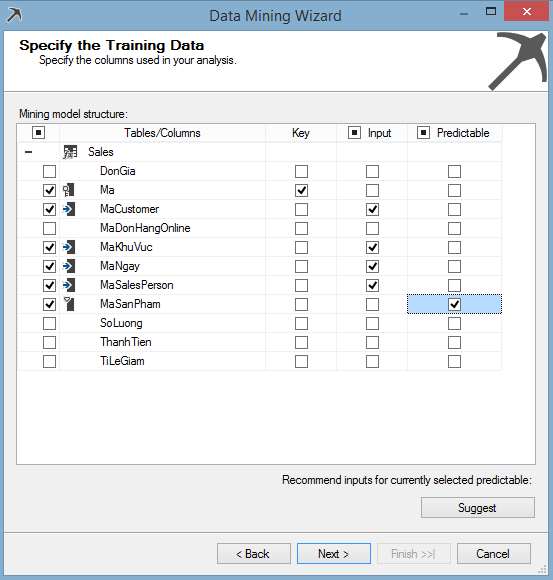 Data Mining Wizard
Specify the Training Data
Specify the columns used in your analysis.
Mining model structure:
Tables/Columns Key Input Predictable
Sales
DonGia
Ma
MaCustomer
MaDonHangOnline
MaKhuVuc
MaNgay
MaSalesPerson
MaSanPham
SoLuong
ThanhTien
TiLeGiam
Recommend inputs for currently selected predictable:
Suggest
< Back Next > Finish >>| Cancel